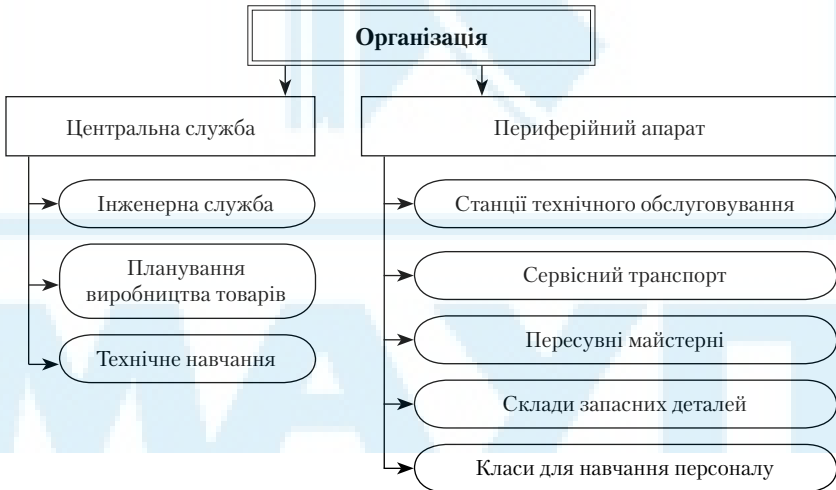 Організація
Центральна служба
Периферійний апарат
Інженерна служба
Планування
виробництва товарів
Технічне навчання
Станції технічного обслуговування
Сервісний транспорт
Пересувні майстерні
Склади запасних деталей
Класи для навчання персоналу
МАУП